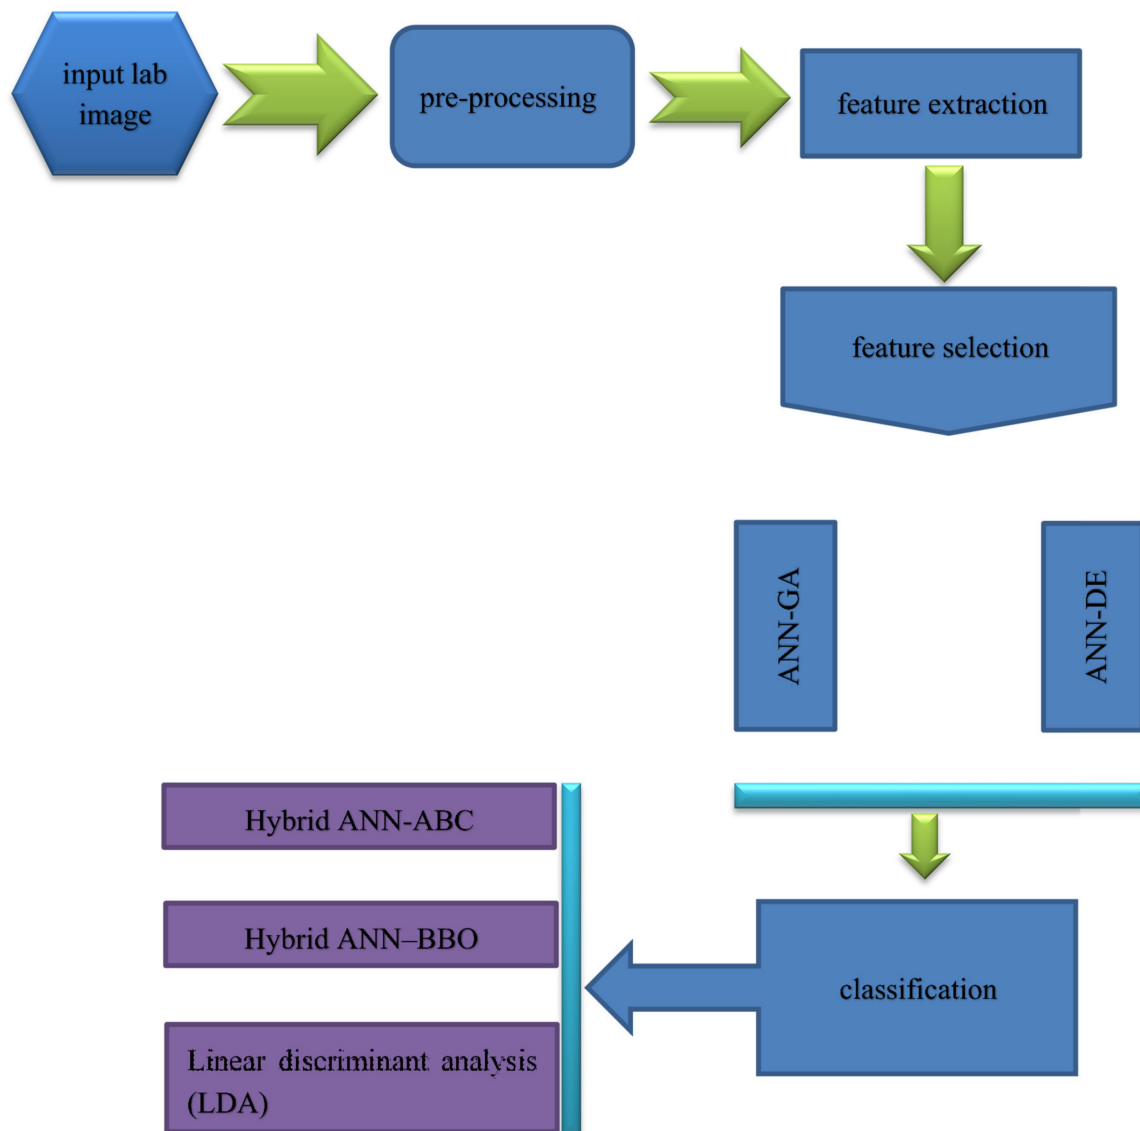 input lab
image
pre-processing
feature extraction
feature selection
ANN-GA
ANN-DE
Hybrid ANN-ABC
Hybrid ANN–BBO
Linear discriminant analysis
(LDA)
classification